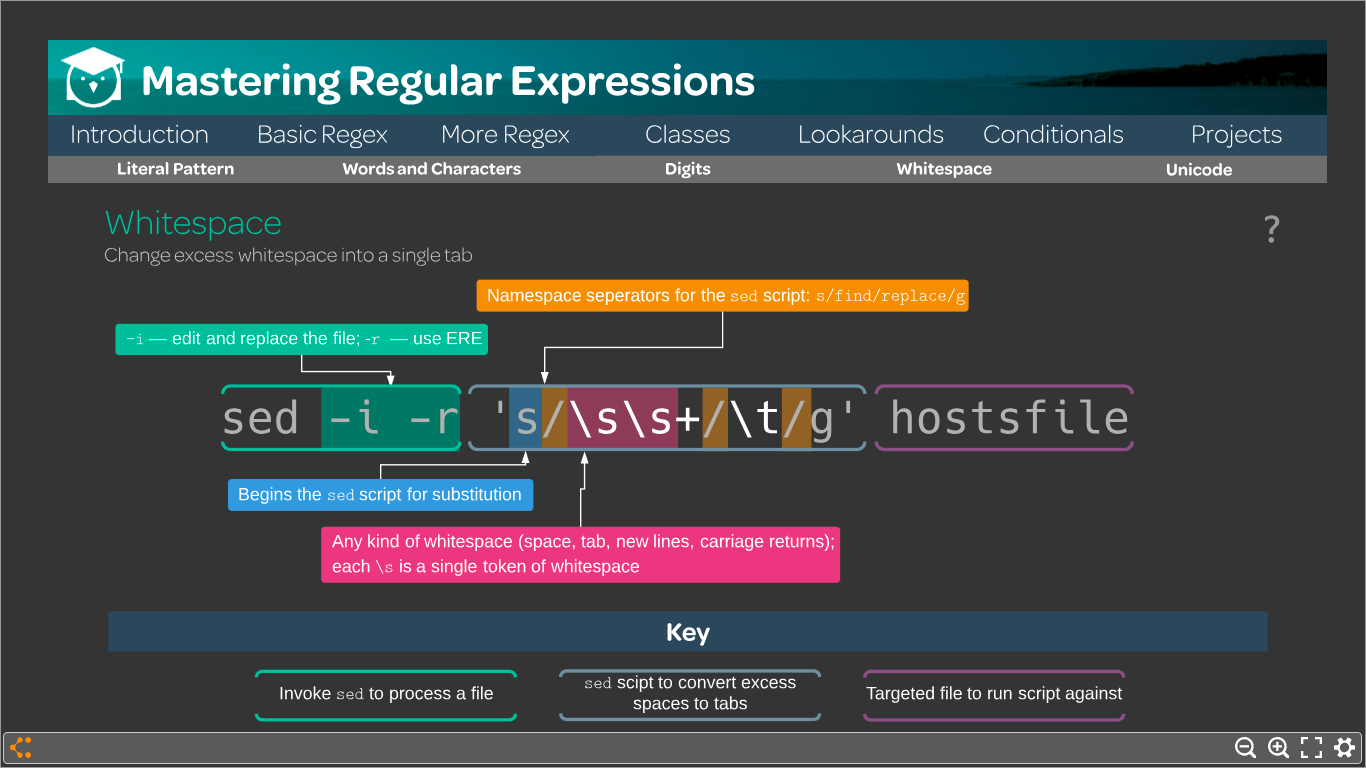 Mastering Regular Expressions
Introduction Basic Regex More Regex Classes Lookarounds Conditionals Projects
Literal Pattern Words and Characters Digits Whitespace Unicode
Whitespace
?
Change excess whitespace into a single tab
Namespace seperators for the sed script: s/find/replace/g
-i — edit and replace the file; -r — use ERE
sed -i -r 's/\s\s+/\t/g' hostsfile
Begins the sed script for substitution
Any kind of whitespace (space, tab, new lines, carriage returns);
each \s is a single token of whitespace
Key
Invoke sed to process a file
sed scipt to convert excess
spaces to tabs
Targeted file to run script against